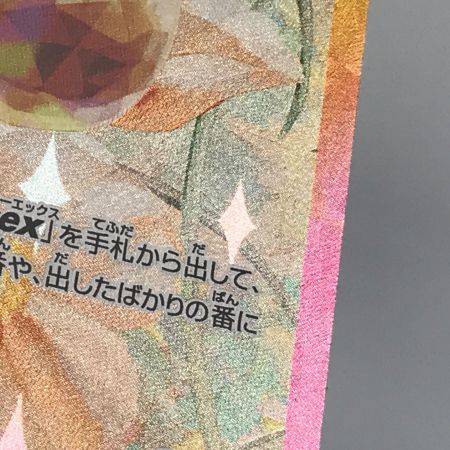 ex」を手札から出して、
番や、出したばかりの番に